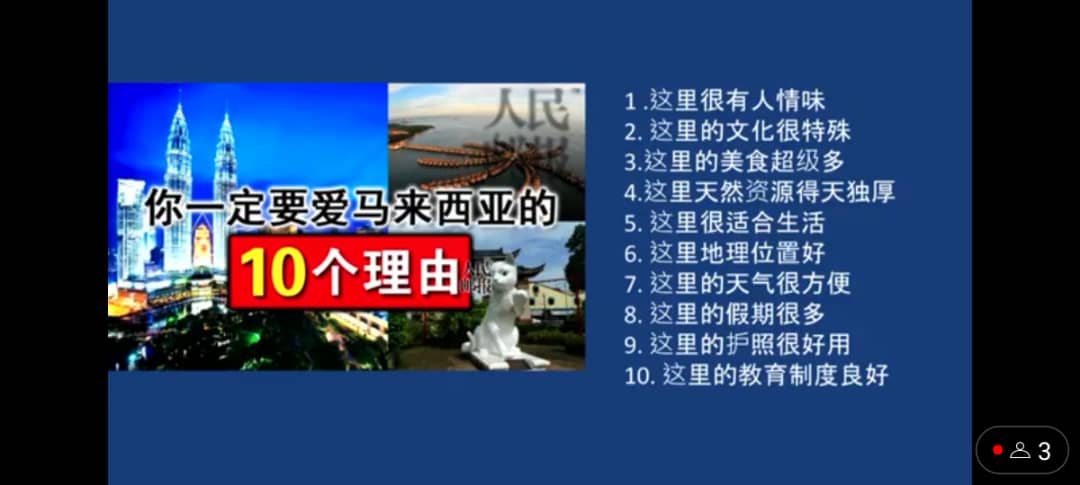 人民
你一定要爱马来西亚的
10个理由
1 .这里很有人情味
2. 这里的文化很特殊
3.这里的美食超级多
4.这里天然资源得天独厚
5. 这里很适合生活
6. 这里地理位置好
7. 这里的天气很方便
8. 这里的假期很多
9. 这里的护照很好用
10. 这里的教育制度良好
3